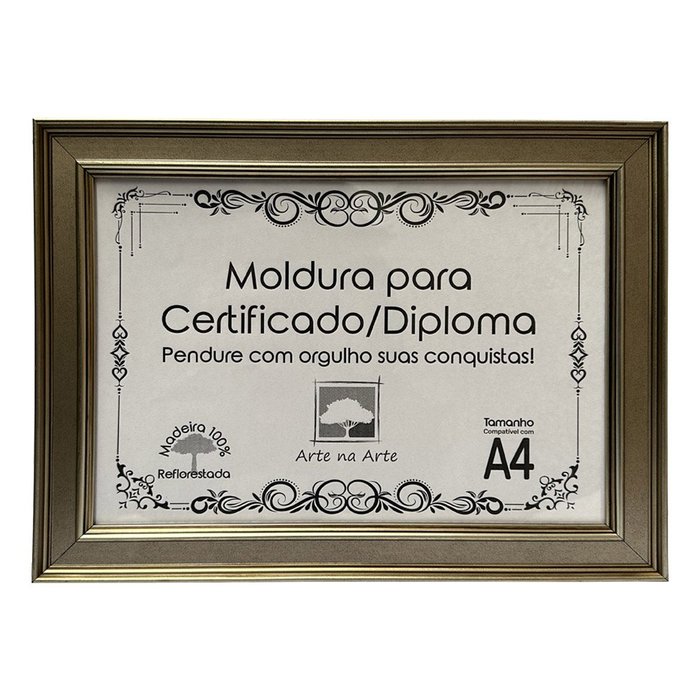 Moldura para
Certificado/Diploma
Pendure com orgulho suas conquistas!
Madeira 100%
Reflorestada
Arte na Arte
Tamanho
Compatível com
A4